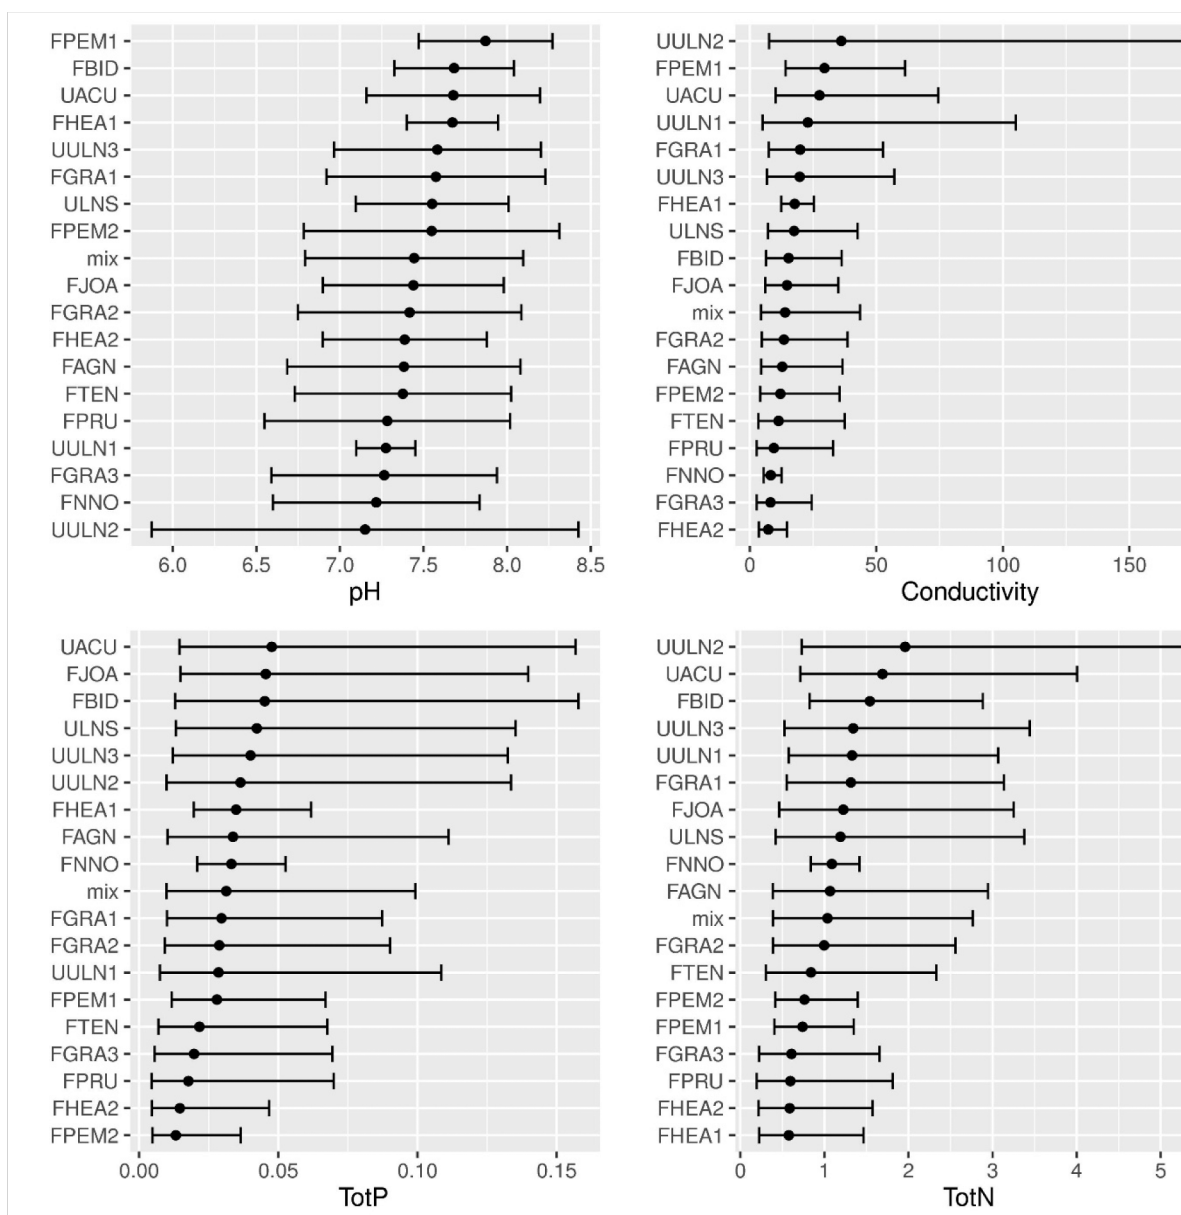 FPEM1
FBID
UACU
FHEA1
UULN3
FGRA1
ULNS
FPEM2
mix
FJOA
FGRA2
FHEA2
FAGN
FTEN
FPRU
UULN1
FGRA3
FNNO
UULN2
6.0 6.5 7.0 7.5 8.0 8.5
pH
UULN2
FPEM1
UACU
UULN1
FGRA1
UULN3
FHEA1
ULNS
FBID
FJOA
mix
FGRA2
FAGN
FPEM2
FTEN
FPRU
FNNO
FGRA3
FHEA2
0 50 100 150
Conductivity
UACU
FJOA
FBID
ULNS
UULN3
UULN2
FHEA1
FAGN
FNNO
mix
FGRA1
FGRA2
UULN1
FPEM1
FTEN
FGRA3
FPRU
FHEA2
FPEM2
0.00 0.05 0.10 0.15
TotP
UULN2
UACU
FBID
UULN3
UULN1
FGRA1
FJOA
ULNS
FNNO
FAGN
mix
FGRA2
FTEN
FPEM2
FPEM1
FGRA3
FPRU
FHEA2
FHEA1
0 1 2 3 4 5
TotN